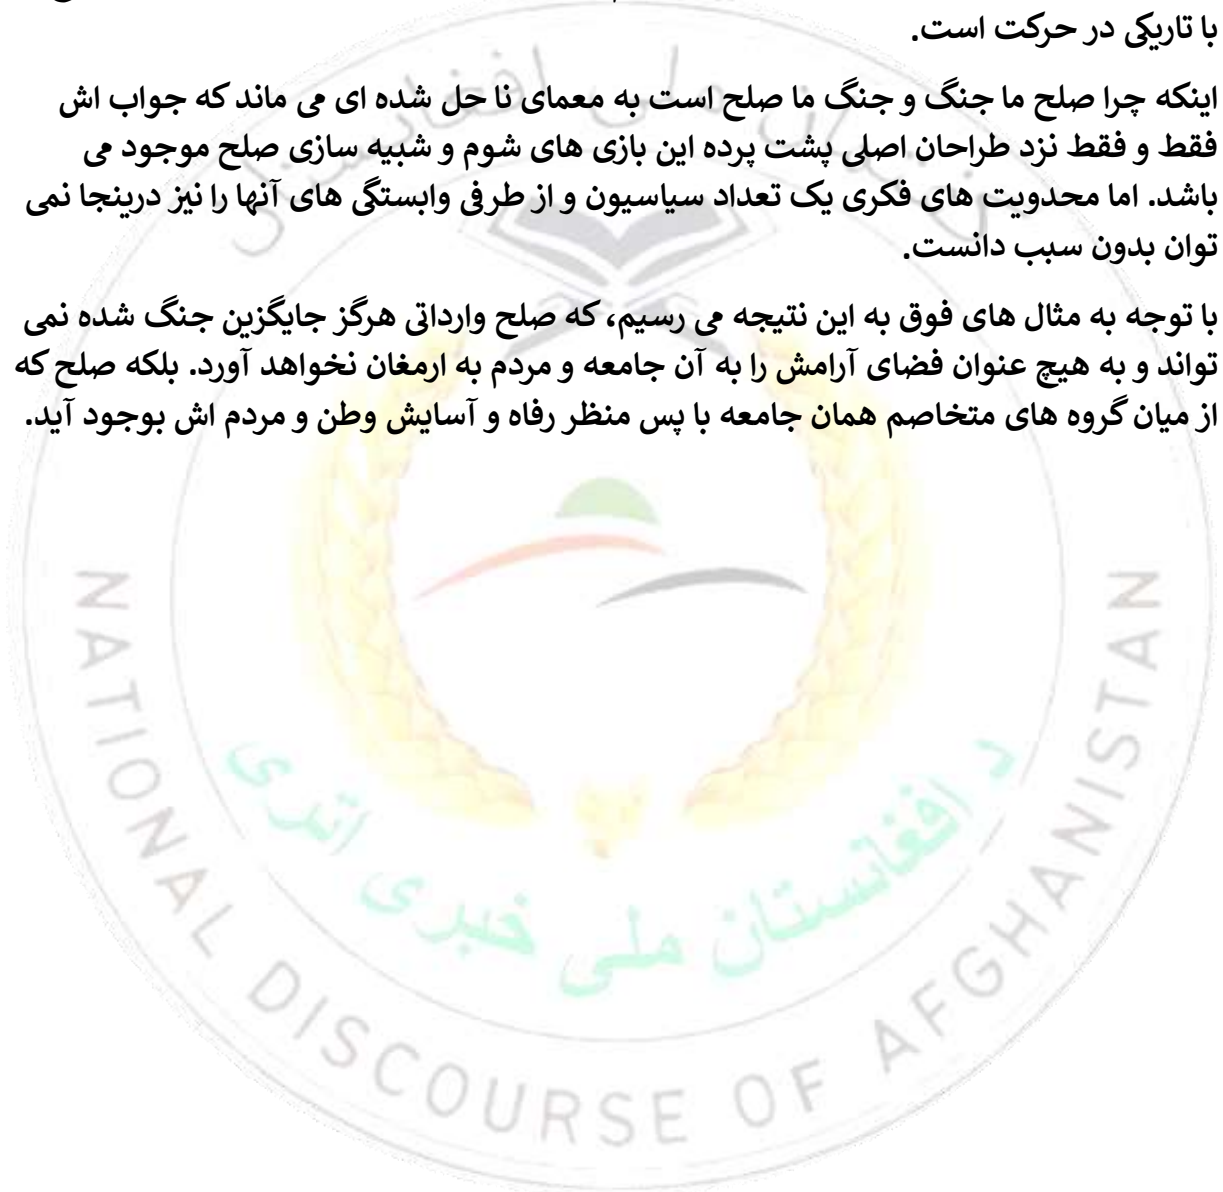 با تاریکی در حرکت است.
اینکه چرا صلح ما جنگ و جنگ ما صلح است به معمای نا حل شده ای می ماند که جواب اش
فقط و فقط نزد طراحان اصلی پشت پرده این بازی های شوم و شبیه سازی صلح موجود می
باشد. اما محدویت های فکری یک تعداد سیاسیون و از طرفی وابستگی های آنها را نیز درینجا نمی
توان بدون سبب دانست.
با توجه به مثال های فوق به این نتیجه می رسیم، که صلح وارداتی هرگز جایگزین جنگ شده نمی
تواند و به هیچ عنوان فضای آرامش را به آن جامعه و مردم به ارمغان نخواهد آورد. بلکه صلح که
از میان گروه های متخاصم همان جامعه با پس منظر رفاه و آسایش وطن و مردم اش بوجود آید.
د افغانستان ملی خبری اتری
NATIONAL DISCOURSE OF AFGHANISTAN